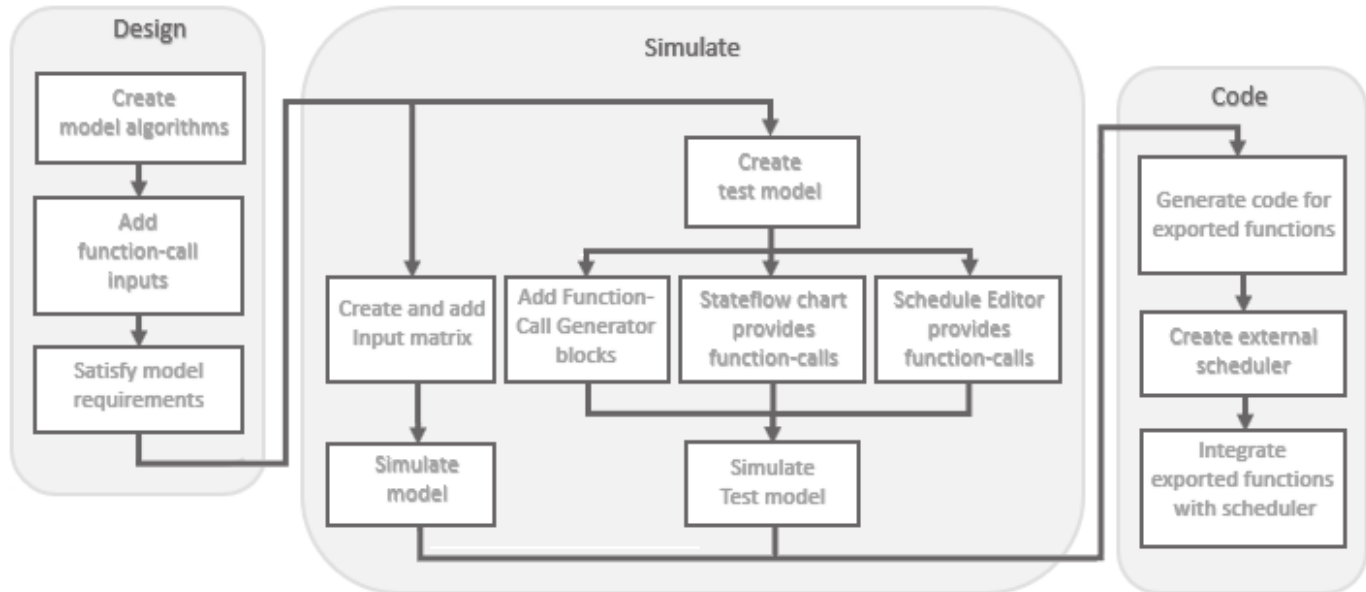 Design
Create
model algorithms
Add
function-call
inputs
Satisfy model
requirements
Simulate
Create
test model
Create and add
Input matrix
Add Function-
Call Generator
blocks
Stateflow chart
provides
function-calls
Schedule Editor
provides
function-calls
Simulate
model
Simulate
Test model
Code
Generate code for
exported functions
Create external
scheduler
Integrate
exported functions
with scheduler